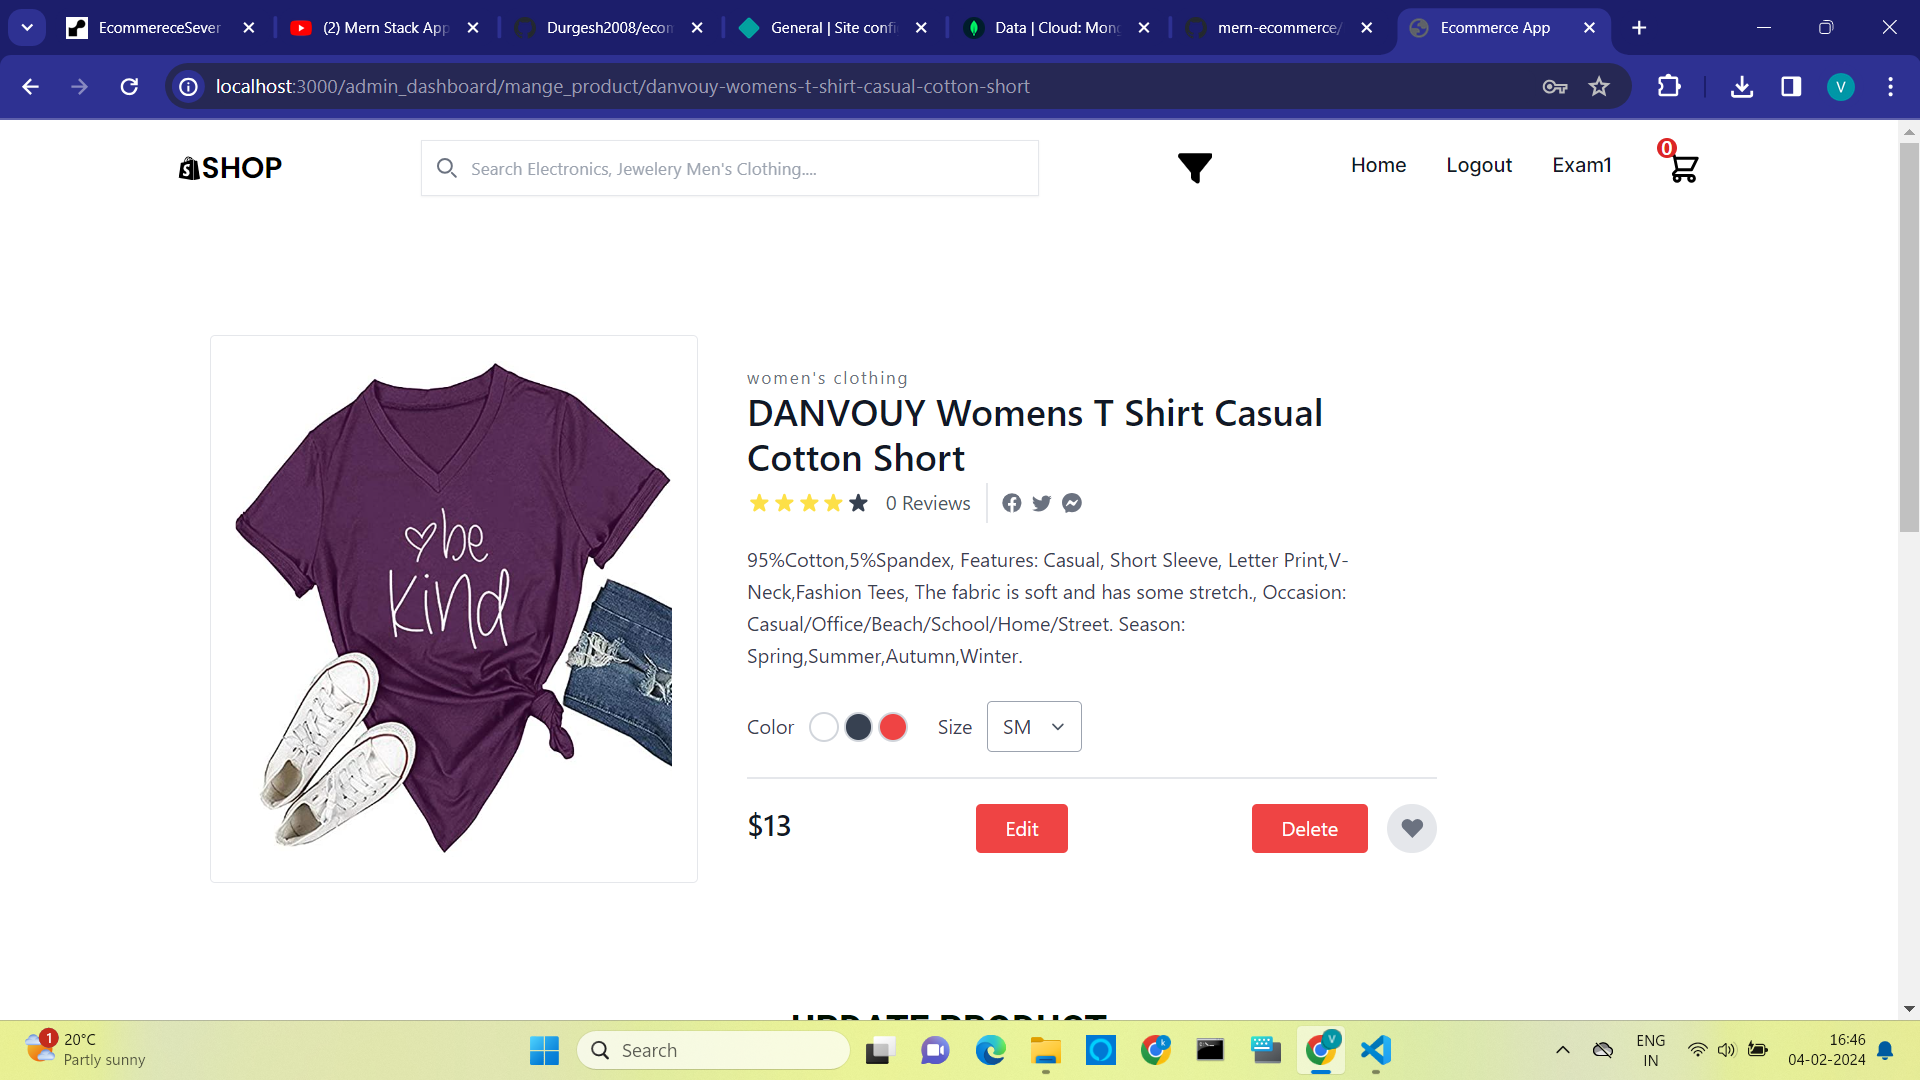 EcommereceSever
(2) Mern Stack App
Durgesh2008/econ
General | Site confi
Data | Cloud: Mong
mern-ecommerce/
Ecommerce App
localhost:3000/admin_dashboard/mange_product/danvouy-womens-t-shirt-casual-cotton-short
V
SHOP
Search Electronics, Jewelery Men's Clothing....
Home
Logout
Exam1
0
women's clothing
DANVOUY Womens T Shirt Casual
Cotton Short
0 Reviews
95%Cotton,5%Spandex, Features: Casual, Short Sleeve, Letter Print,V-
Neck,Fashion Tees, The fabric is soft and has some stretch., Occasion:
Casual/Office/Beach/School/Home/Street. Season:
Spring,Summer,Autumn,Winter.
be
kind
Color
Size
SM
$13
Edit
Delete
UPDATE PRODUCT
1
20°C
Partly sunny
Search
ENG
IN
16:46
04-02-2024